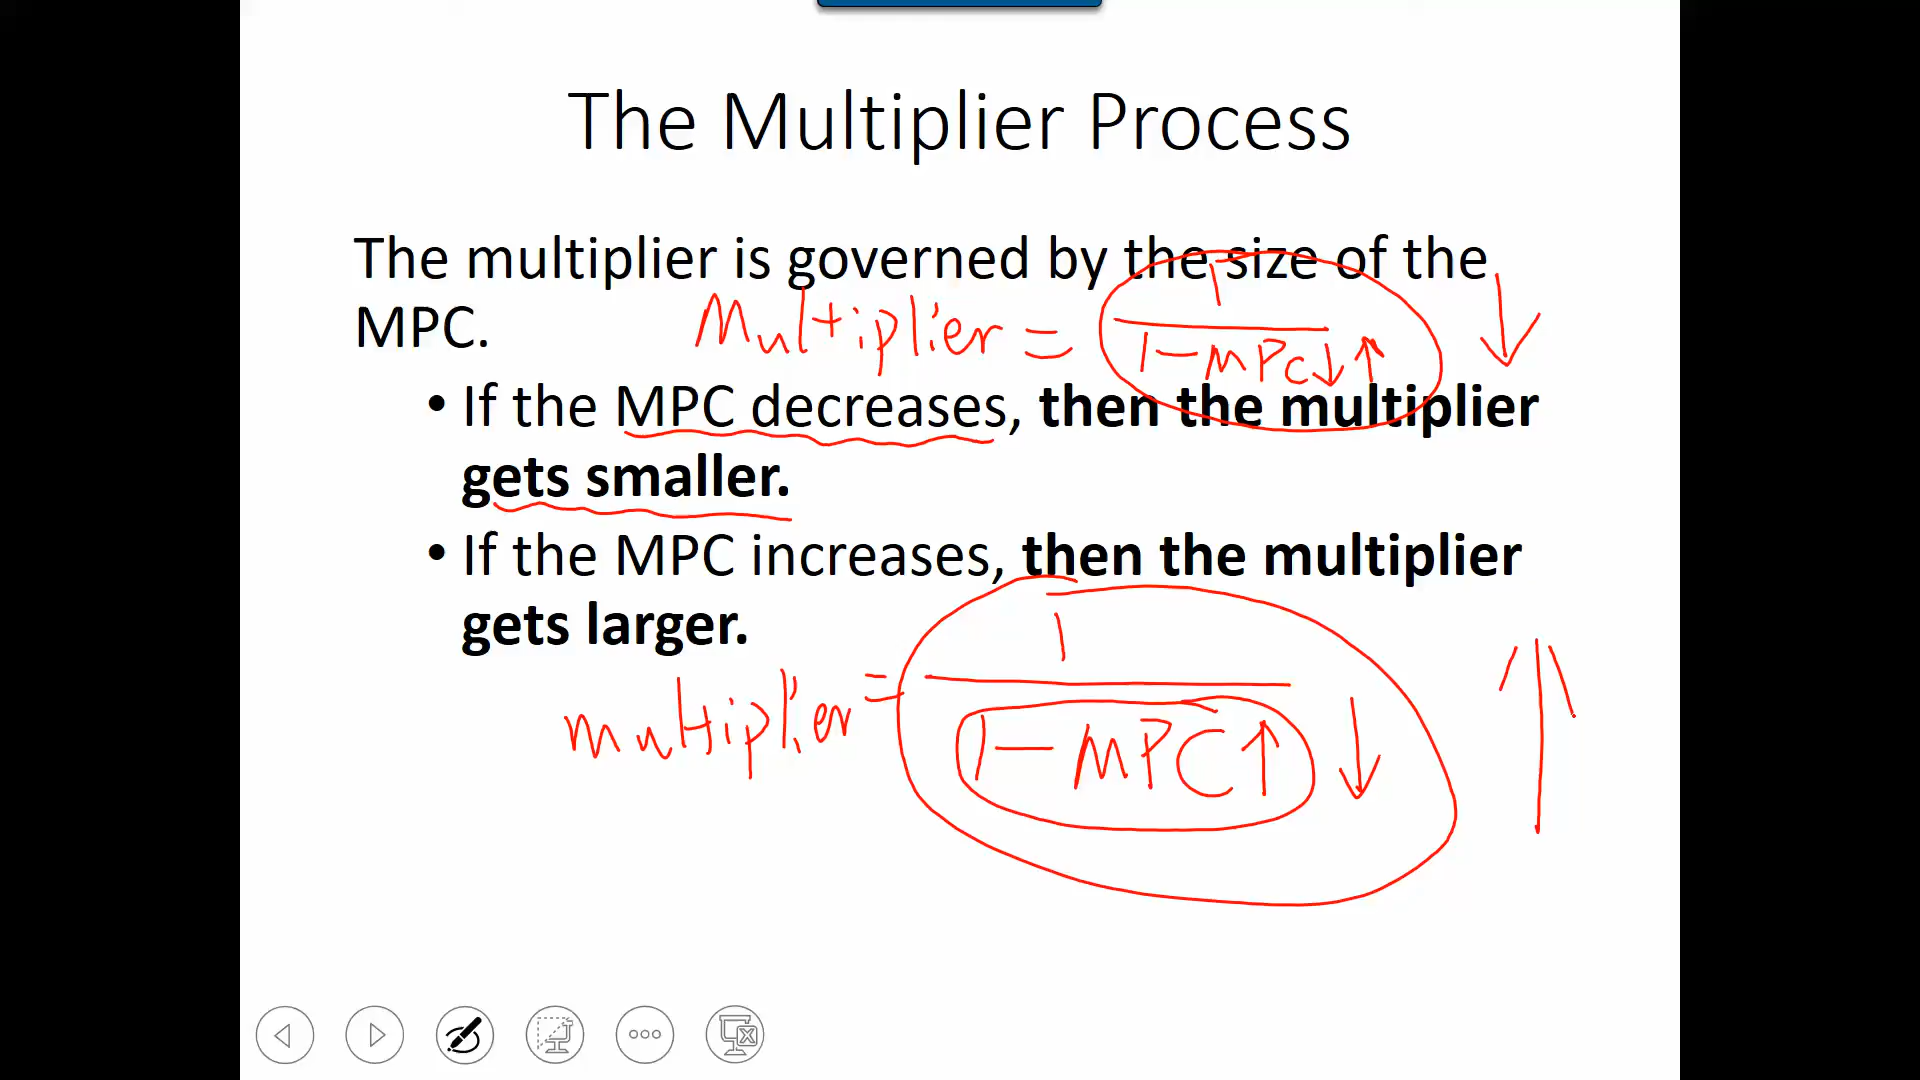 The Multiplier Process
The multiplier is governed by the size of the
MPC.
Multiplier = 1
1-MPC↓ ↑ ↓
• If the MPC decreases, then the multiplier
gets smaller.
• If the MPC increases, then the multiplier
gets larger.
multiplier = 1
1-MPC↑ ↓ ↑